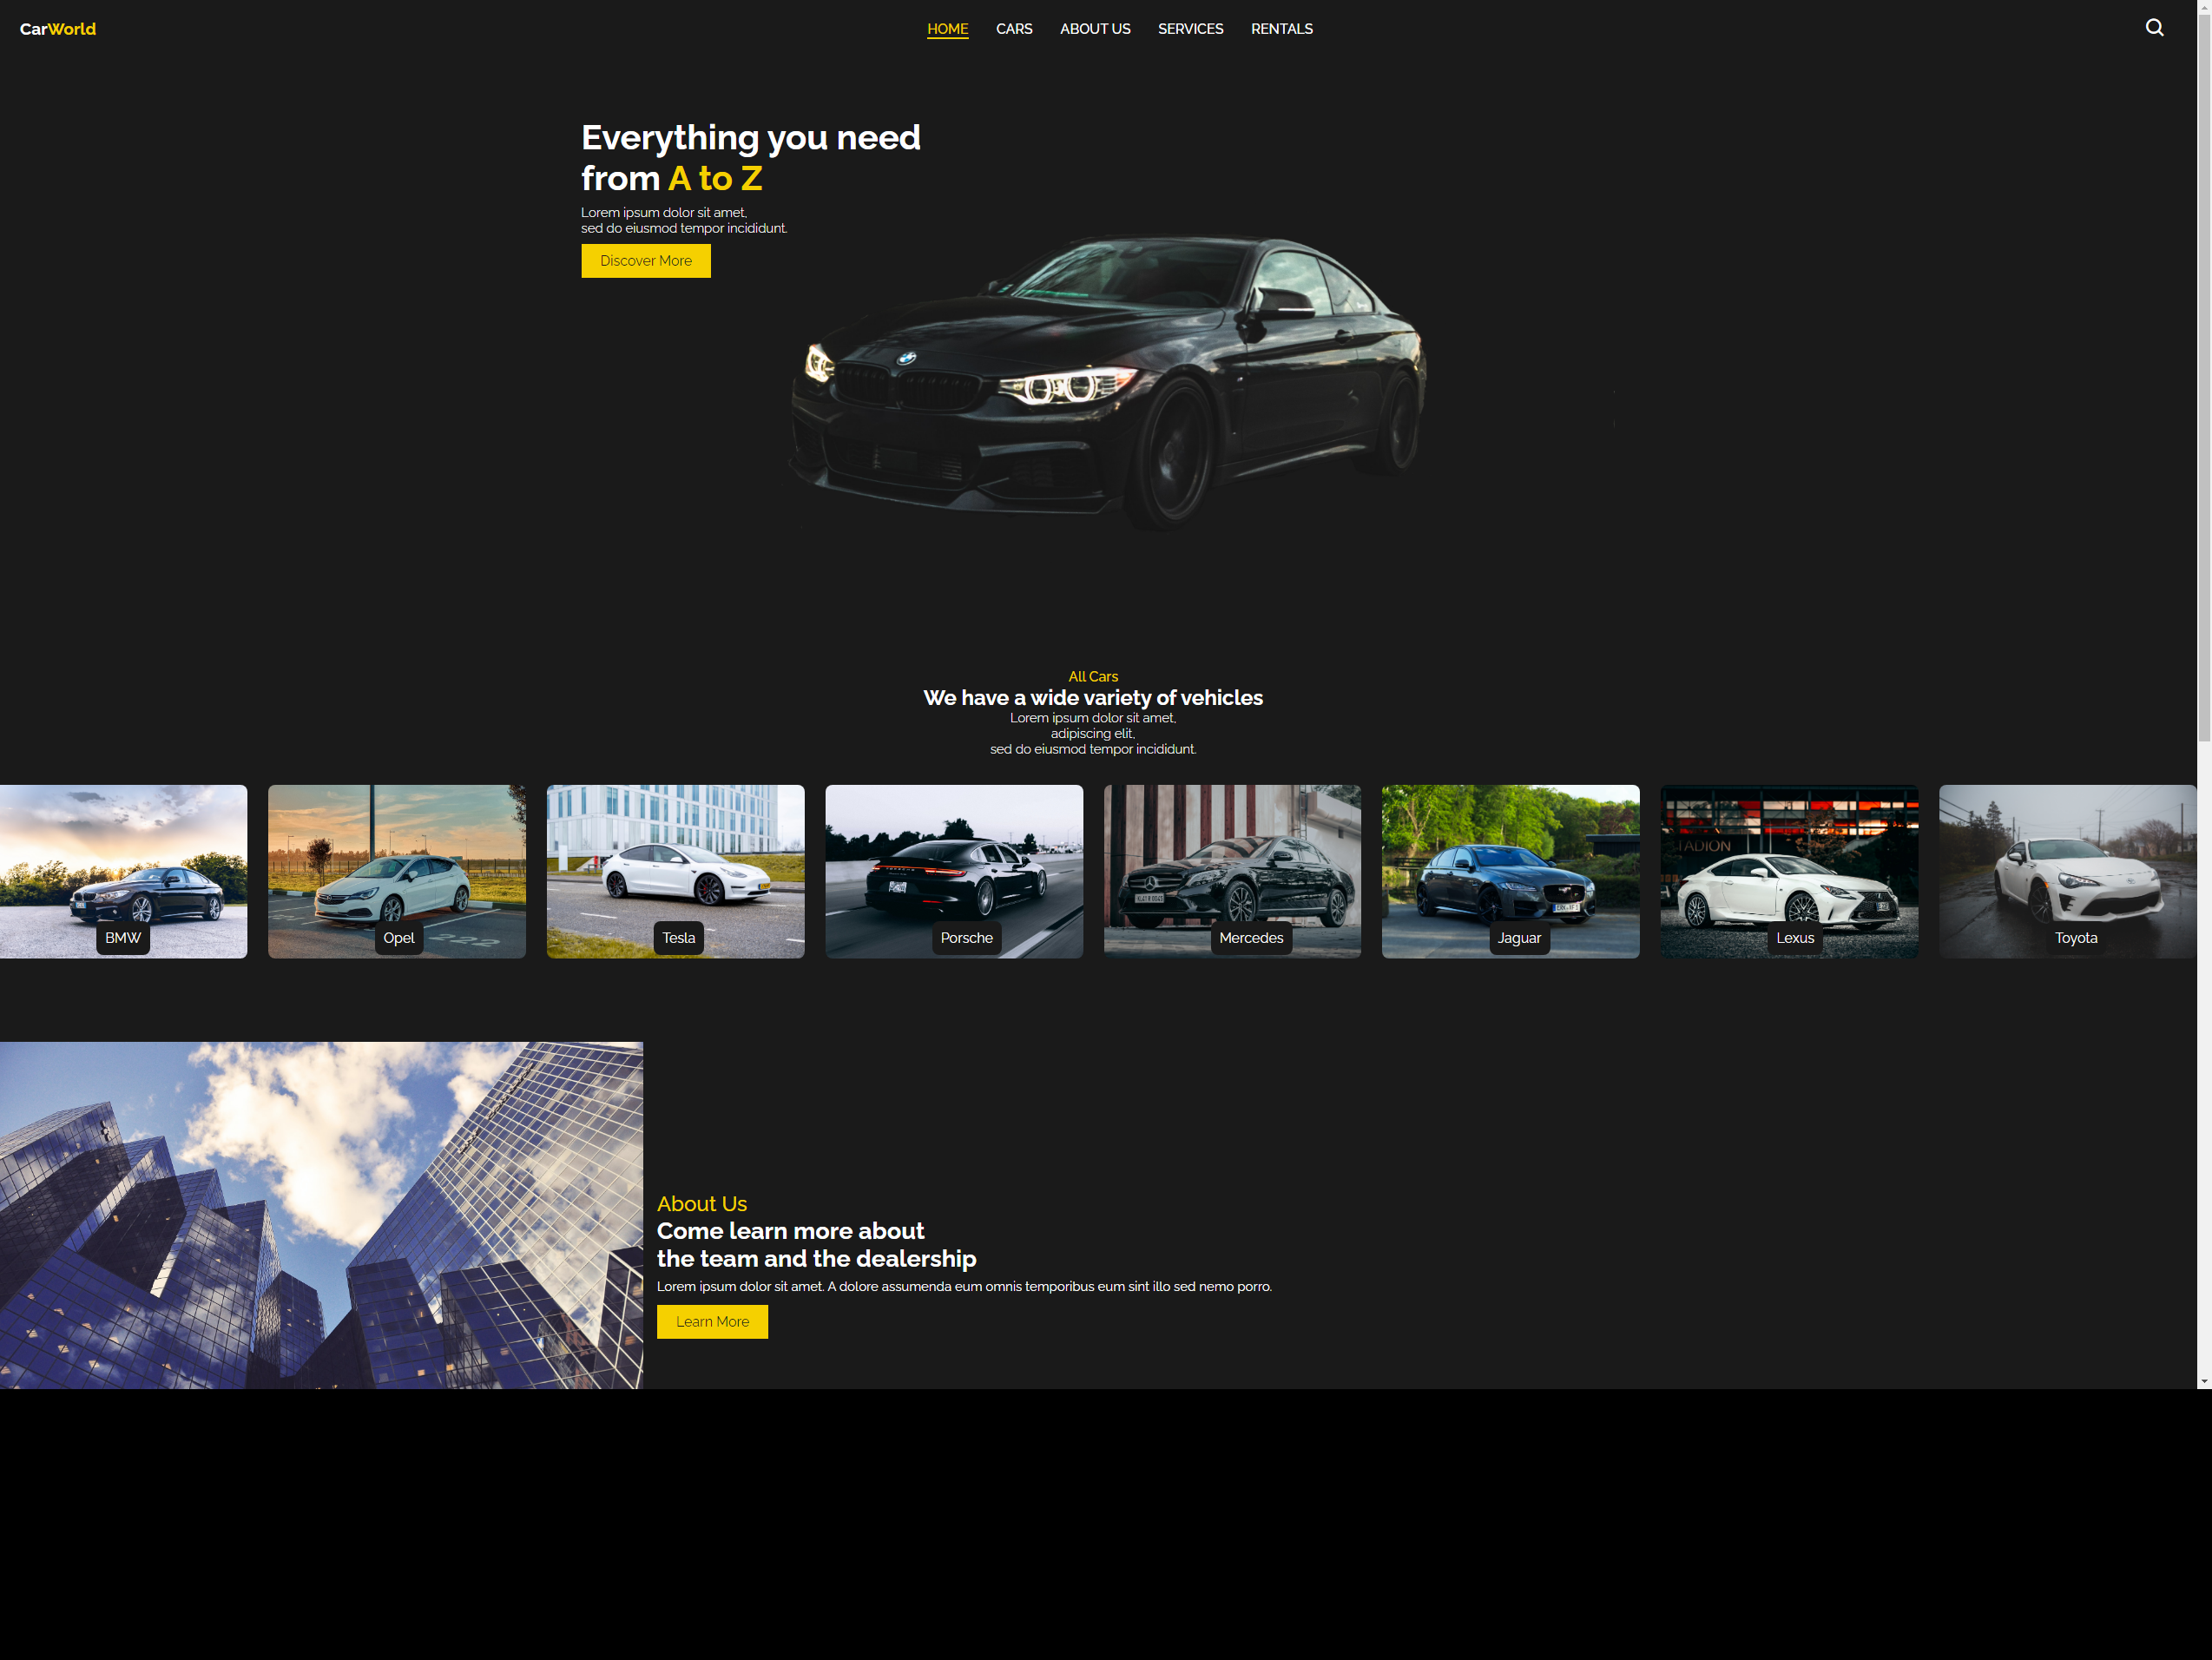 CarWorld
HOME CARS ABOUT US SERVICES RENTALS
Everything you need
from A to Z
Lorem ipsum dolor sit amet,
sed do eiusmod tempor incididunt.
Discover More
All Cars
We have a wide variety of vehicles
Lorem ipsum dolor sit amet,
adipiscing elit,
sed do eiusmod tempor incididunt.
TADION
222
BMW
Opel
Tesla
Porsche
Mercedes
Jaguar
Lexus
Toyota
About Us
Come learn more about
the team and the dealership
Lorem ipsum dolor sit amet. A dolore assumenda eum omnis temporibus eum sint illo sed nemo porro.
Learn More